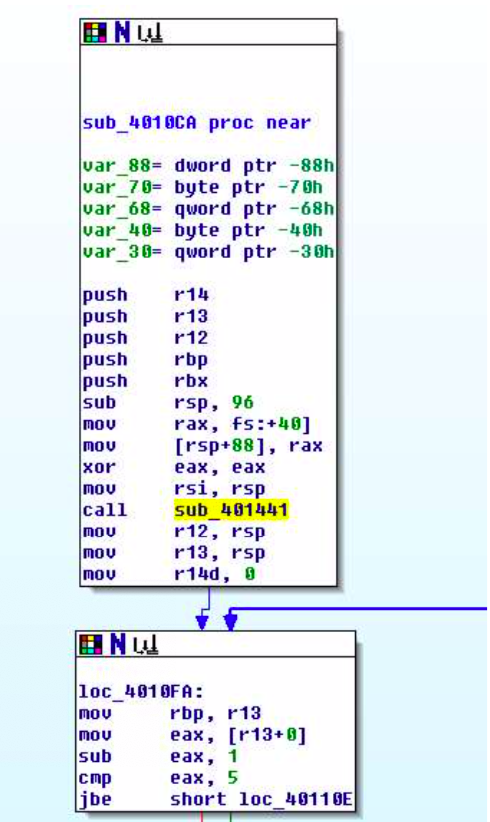 sub_4010CA proc near
var_88= dword ptr -88h
var_70= byte ptr -70h
var_68= qword ptr -68h
var_40= byte ptr -40h
var_30= qword ptr -30h
push r14
push r13
push r12
push rbp
push rbx
sub rsp, 96
mov rax, fs:+40]
mov [rsp+88], rax
xor eax, eax
mov rsi, rsp
call sub_401441
mov r12, rsp
mov r13, rsp
mov r14d, 0
loc_4010FA:
mov rbp, r13
mov eax, [r13+0]
sub eax, 1
cmp eax, 5
jbe short loc_40110E